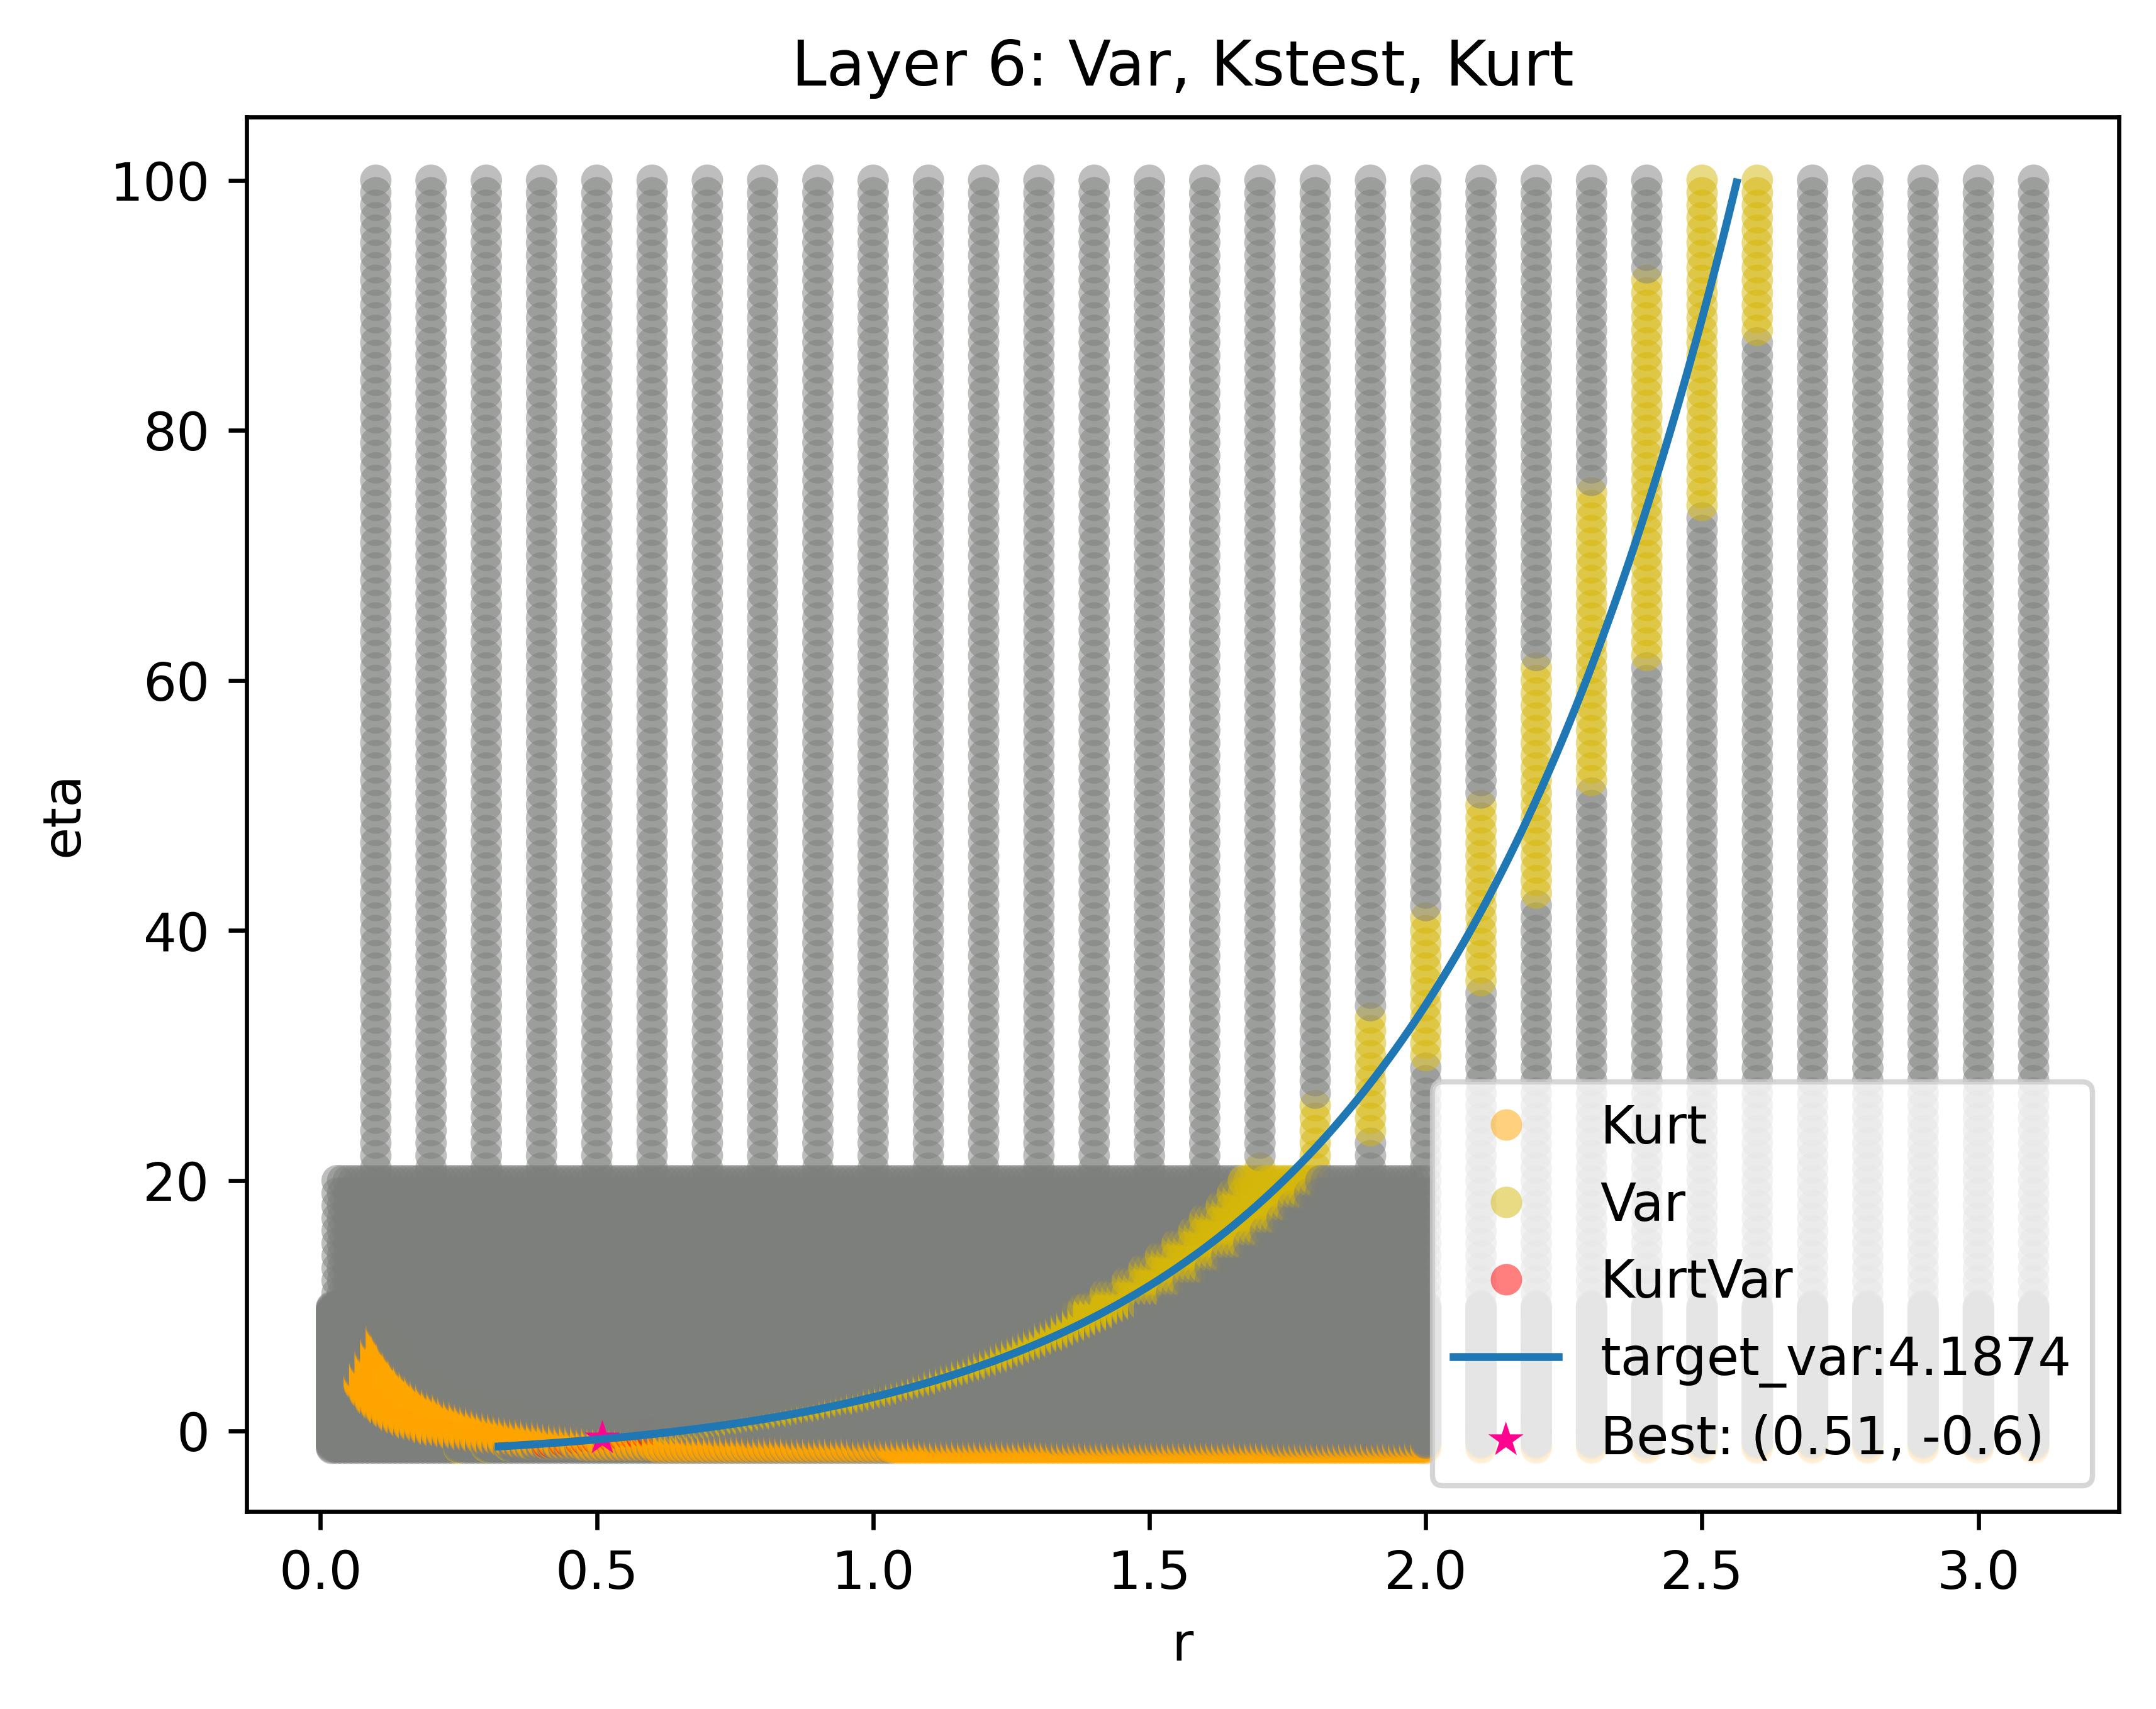 Layer 6: Var, Kstest, Kurt
100
80
60
40
20
0
eta
Kurt
Var
KurtVar
target_var:4.1874
Best: (0.51, -0.6)
0.0 0.5 1.0 1.5 2.0 2.5 3.0
r